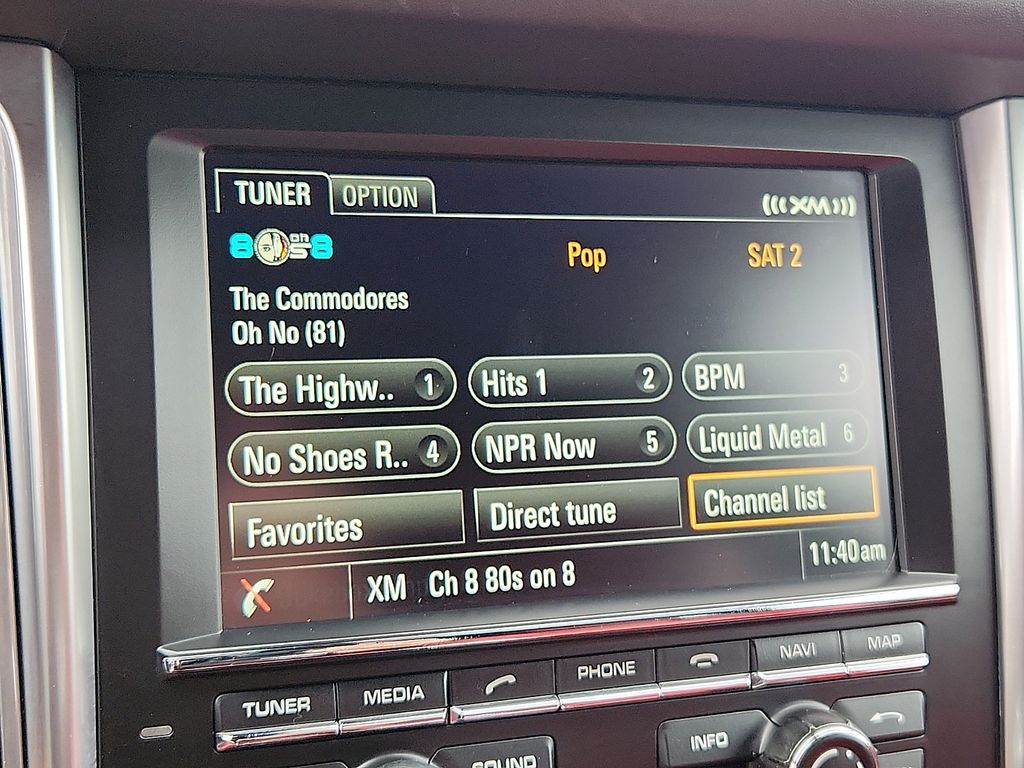 TUNER OPTION (((XM)))
80s on 8 Pop SAT 2
The Commodores
Oh No (81)
The Highw.. 1 Hits 1 2 BPM 3
No Shoes R.. 4 NPR Now 5 Liquid Metal 6
Favorites Direct tune Channel list
XM Ch 8 80s on 8 11:40am
TUNER MEDIA PHONE NAVI MAP
SOUND INFO